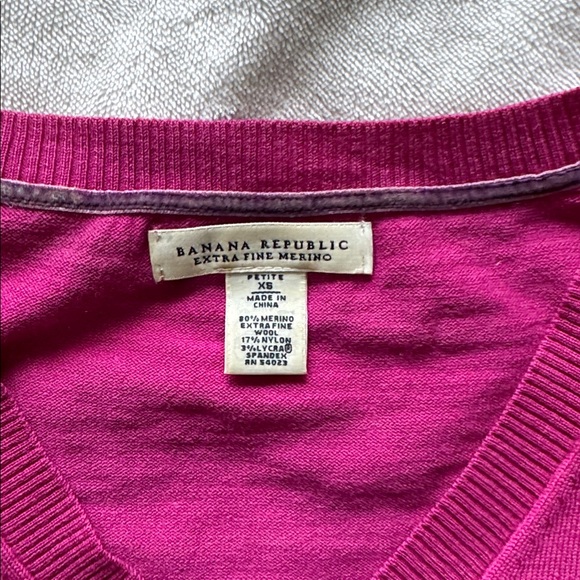 BANANA REPUBLIC
EXTRA FINE MERINO
PETITE
XS
MADE IN
CHINA
80% MERINO
EXTRAFINE
WOOL
17% NYLON
3% LYCRA®
SPANDEX
RN 54023